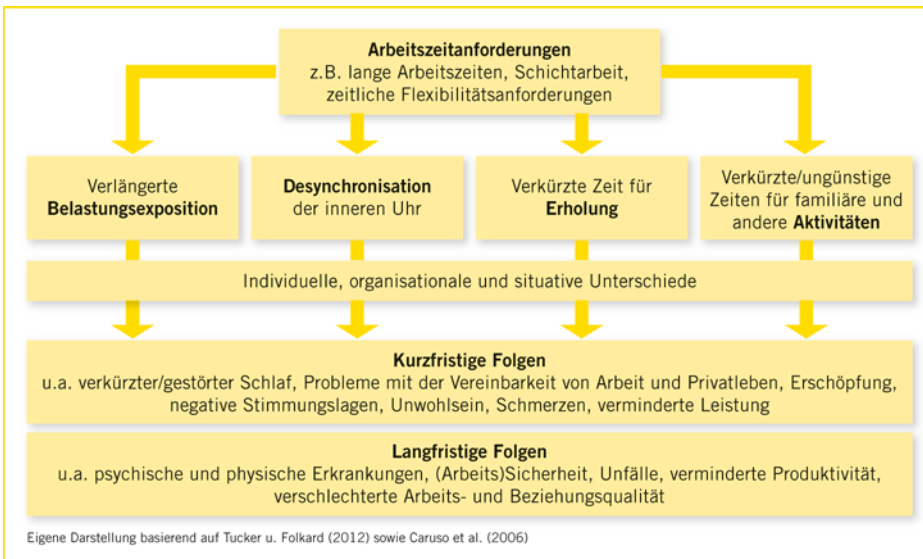 Arbeitszeitanforderungen
z.B. lange Arbeitszeiten, Schichtarbeit,
zeitliche Flexibilitätsanforderungen
Verlängerte
Belastungsexposition
Desynchronisation
der inneren Uhr
Verkürzte Zeit für
Erholung
Verkürzte/ungünstige
Zeiten für familiäre und
andere Aktivitäten
Individuelle, organisationale und situative Unterschiede
Kurzfristige Folgen
u.a. verkürzter/gestörter Schlaf, Probleme mit der Vereinbarkeit von Arbeit und Privatleben, Erschöpfung,
negative Stimmungslagen, Unwohlsein, Schmerzen, verminderte Leistung
Langfristige Folgen
u.a. psychische und physische Erkrankungen, (Arbeits)Sicherheit, Unfälle, verminderte Produktivität,
verschlechterte Arbeits- und Beziehungsqualität
Eigene Darstellung basierend auf Tucker u. Folkard (2012) sowie Caruso et al. (2006)